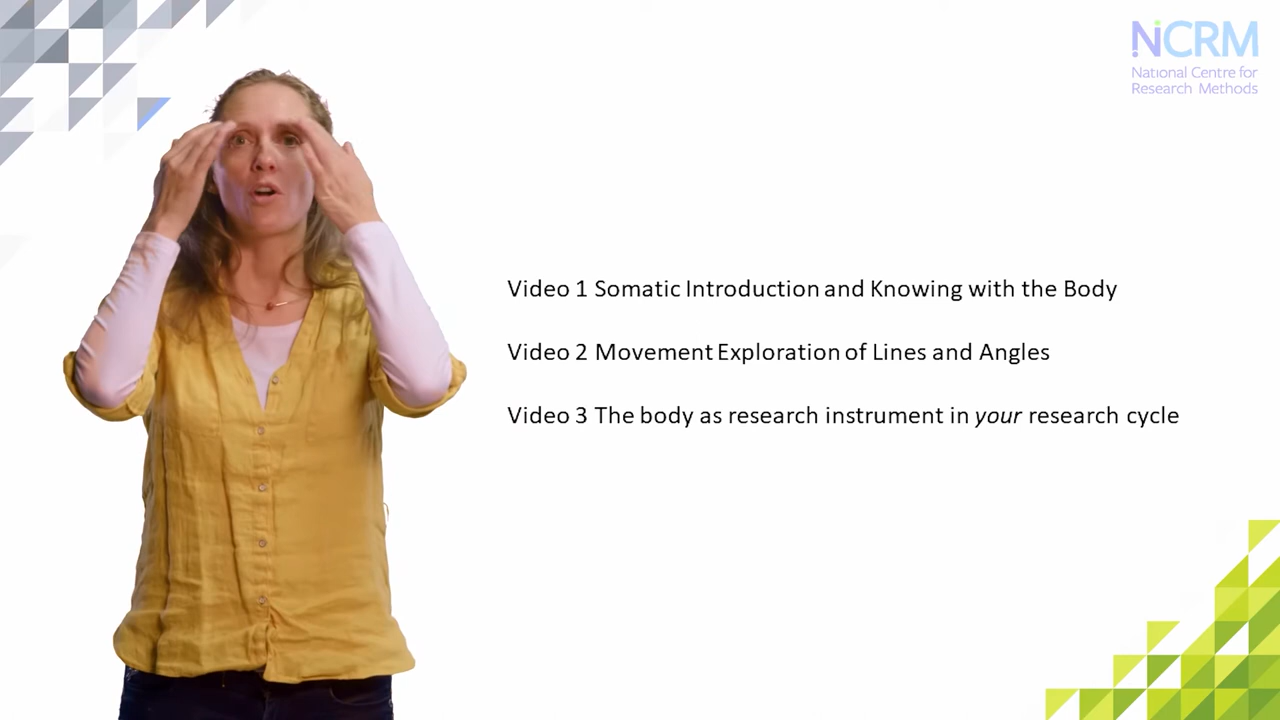 NCRM
National Centre for
Research Methods
Video 1 Somatic Introduction and Knowing with the Body
Video 2 Movement Exploration of Lines and Angles
Video 3 The body as research instrument in your research cycle